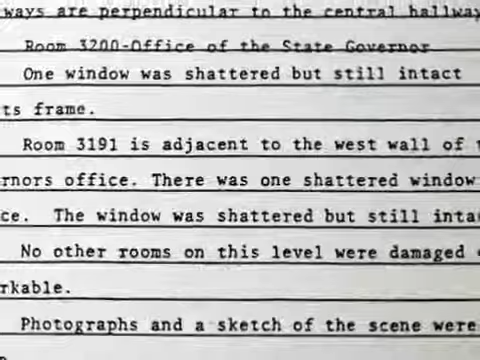 ways are perpendicular to the central hallway
Room 3200-Office of the State Governor
One window was shattered but still intact
ts frame.
Room 3191 is adjacent to the west wall of
rnors office. There was one shattered window
ce. The window was shattered but still inta
No other rooms on this level were damaged
rkable.
Photographs and a sketch of the scene were